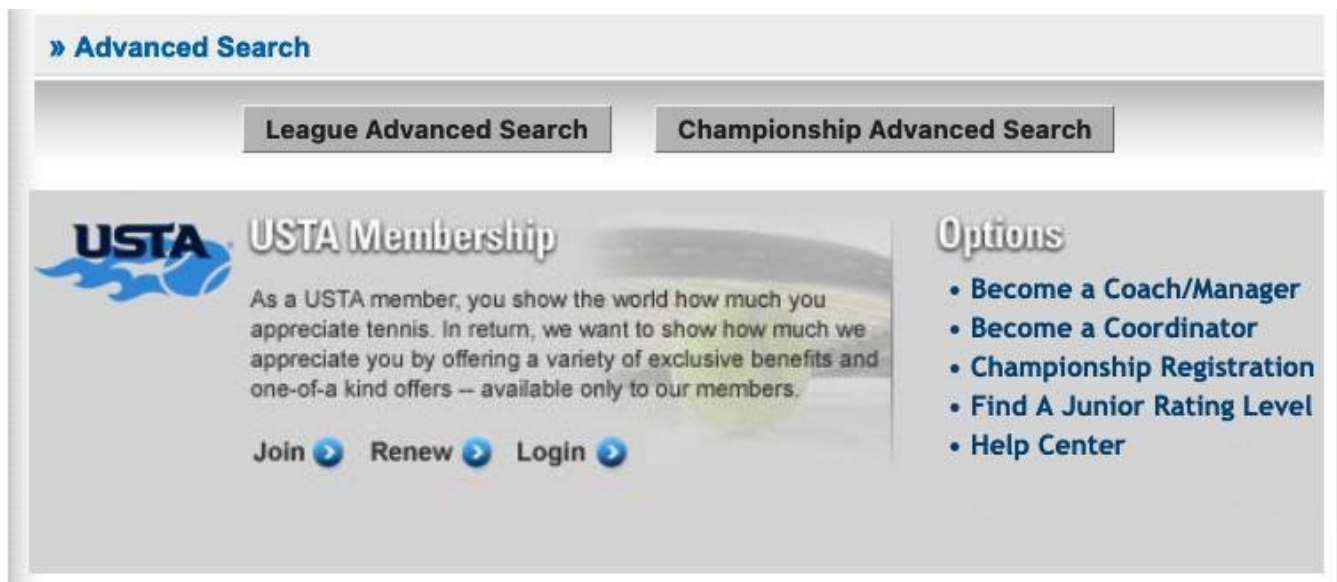 » Advanced Search
League Advanced Search
Championship Advanced Search
USTA
USTA Membership
As a USTA member, you show the world how much you
appreciate tennis. In return, we want to show how much we
appreciate you by offering a variety of exclusive benefits and
one-of-a kind offers -- available only to our members.
Join
Renew
Login
Options
• Become a Coach/Manager
• Become a Coordinator
• Championship Registration
• Find A Junior Rating Level
• Help Center